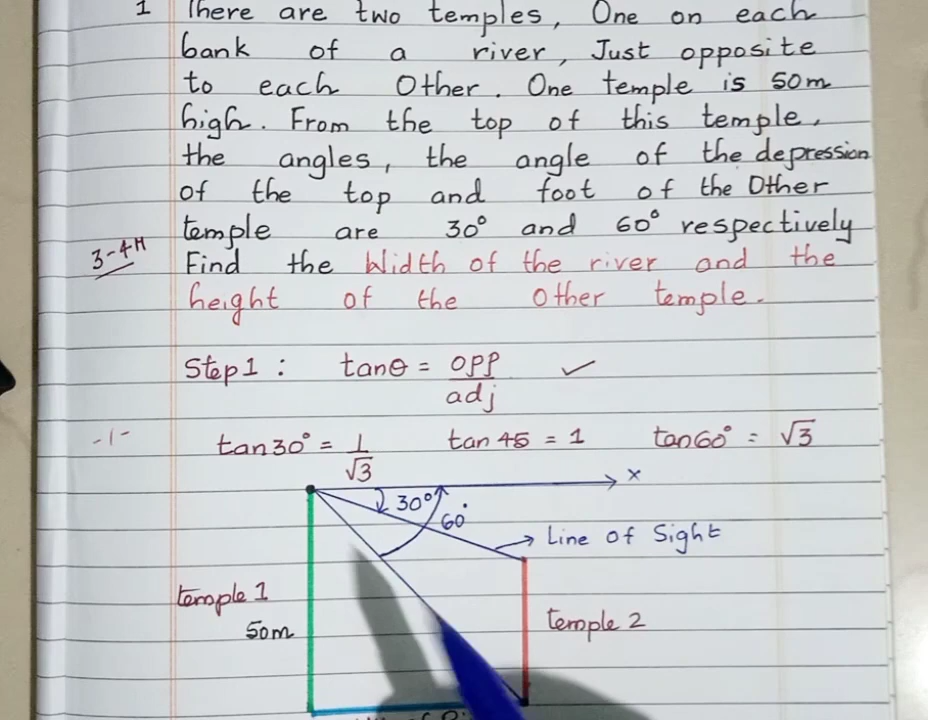 1 There are two temples, One on each
bank of a river, Just opposite
to each Other. One temple is 50m
high. From the top of this temple,
the angles, the angle of the depression
of the top and foot of the Other
temple are 30° and 60° respectively
3-4M
Find the Width of the river and the
height of the Other temple.
Step 1 : tanθ = opp/adj ✓
-1-
tan30° = 1/√3 tan 45 = 1 tan60° = √3
x
30°
60°
Line of Sight
temple 1
50m
temple 2